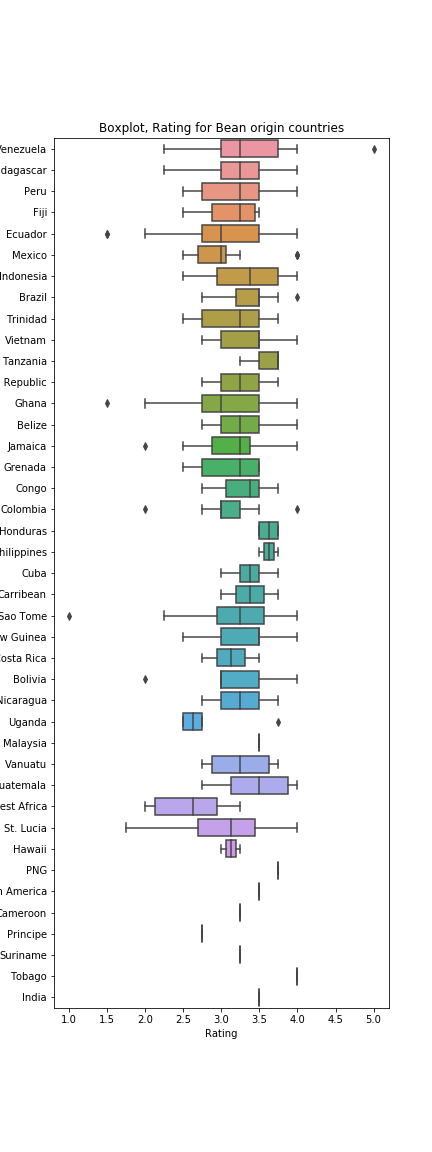 Boxplot, Rating for Bean origin countries
Venezuela
dagascar
Peru
Fiji
Ecuador
Mexico
Indonesia
Brazil
Trinidad
Vietnam
Tanzania
Republic
Ghana
Belize
Jamaica
Grenada
Congo
Colombia
Honduras
hilippines
Cuba
Carribean
Sao Tome
w Guinea
Costa Rica
Bolivia
Nicaragua
Uganda
Malaysia
Vanuatu
uatemala
est Africa
St. Lucia
Hawaii
PNG
h America
Cameroon
Principe
Suriname
Tobago
India
1.0 1.5 2.0 2.5 3.0 3.5 4.0 4.5 5.0
Rating